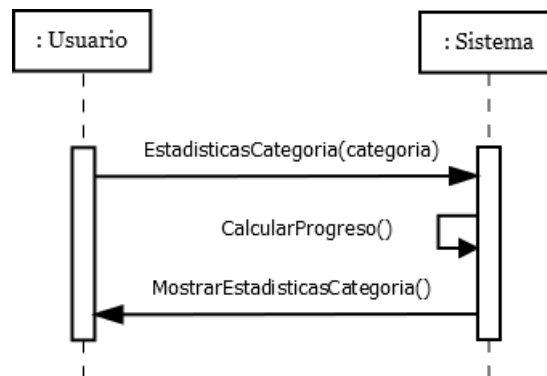 : Usuario
: Sistema
EstadisticasCategoria(categoria)
CalcularProgreso()
MostrarEstadisticasCategoria()